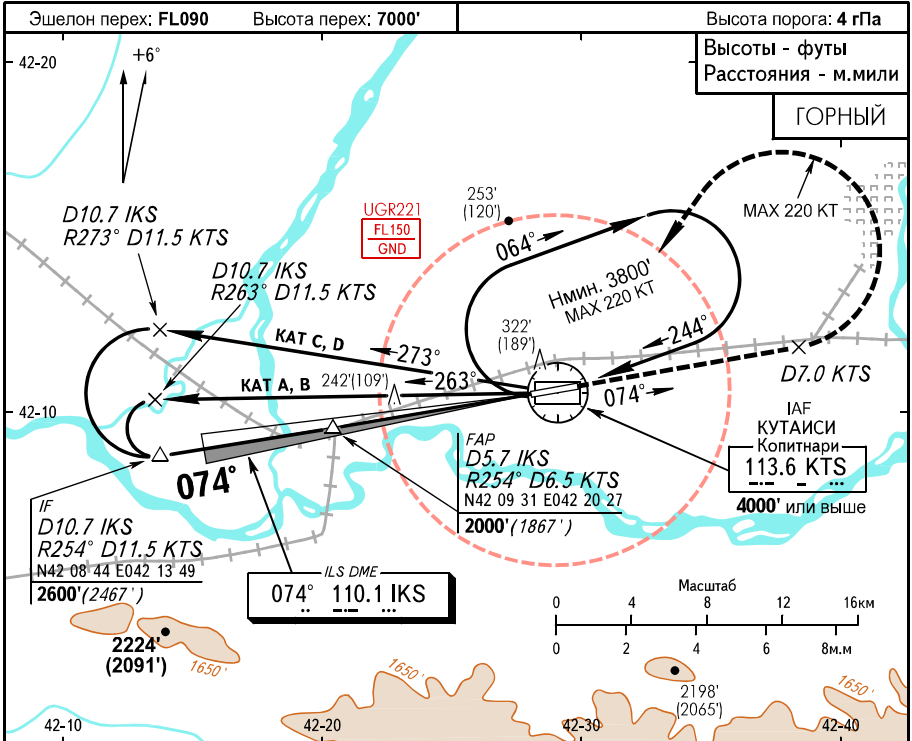 Эшелон перех: FL090 Высота перех: 7000' Высота порога: 4 гПа
42-20
+6°
Высоты - футы
Расстояния - м.мили
ГОРНЫЙ
D10.7 IKS
R273° D11.5 KTS
D10.7 IKS
R263° D11.5 KTS
UGR221
FL150
GND
253'
(120')
064°
Hмин. 3800'
MAX 220 KT
MAX 220 KT
КАТ C, D
273°
322'
(189')
244°
КАТ A, B
242'(109')
263°
074°
D7.0 KTS
42-10
074°
IAF
КУТАИСИ
Копитнари
113.6 KTS
4000' или выше
FAP
D5.7 IKS
R254° D6.5 KTS
N42 09 31 E042 20 27
2000'(1867')
IF
D10.7 IKS
R254° D11.5 KTS
N42 08 44 E042 13 49
2600'(2467')
ILS DME
074° 110.1 IKS
Масштаб
0 4 8 12 16км
0 2 4 6 8м.м
2224'
(2091')
1650'
1650'
2198'
(2065')
1650'
42-10 42-20 42-30 42-40